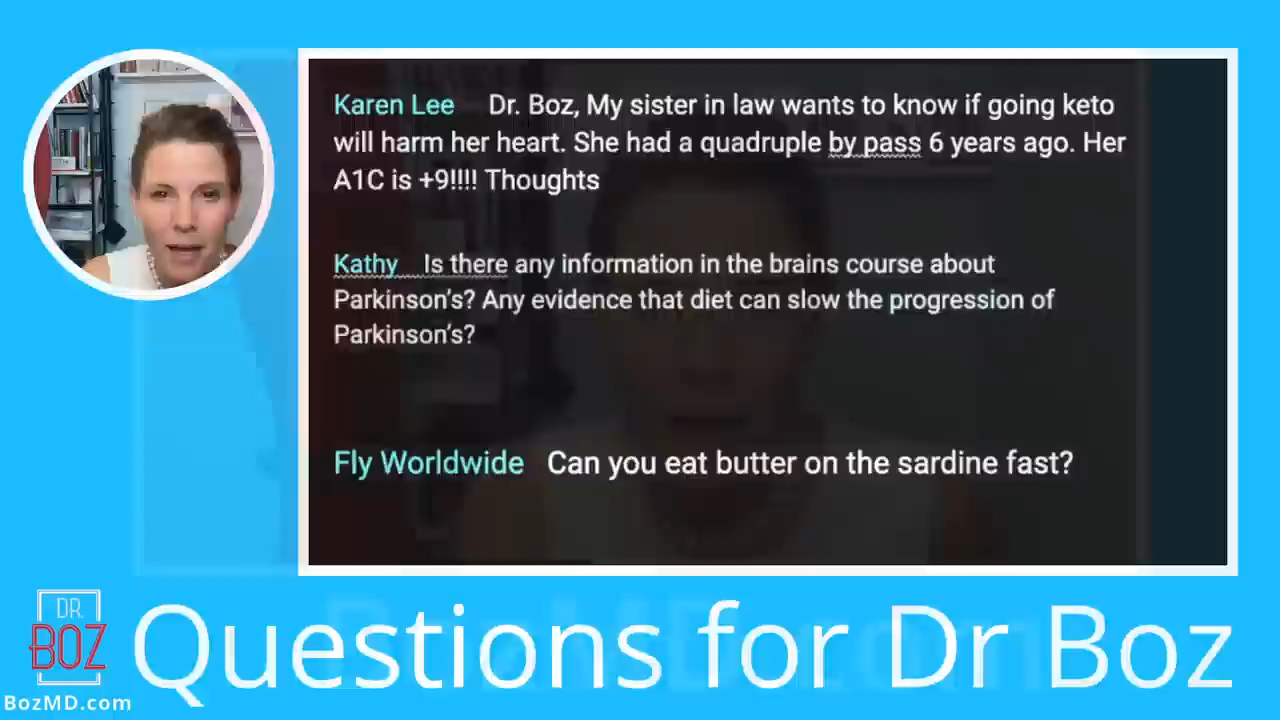 Karen Lee Dr. Boz, My sister in law wants to know if going keto
will harm her heart. She had a quadruple by pass 6 years ago. Her
A1C is +9!!!! Thoughts
Kathy Is there any information in the brains course about
Parkinson's? Any evidence that diet can slow the progression of
Parkinson's?
Fly Worldwide Can you eat butter on the sardine fast?
DR.
BOZ
Questions for Dr Boz
BozMD.com